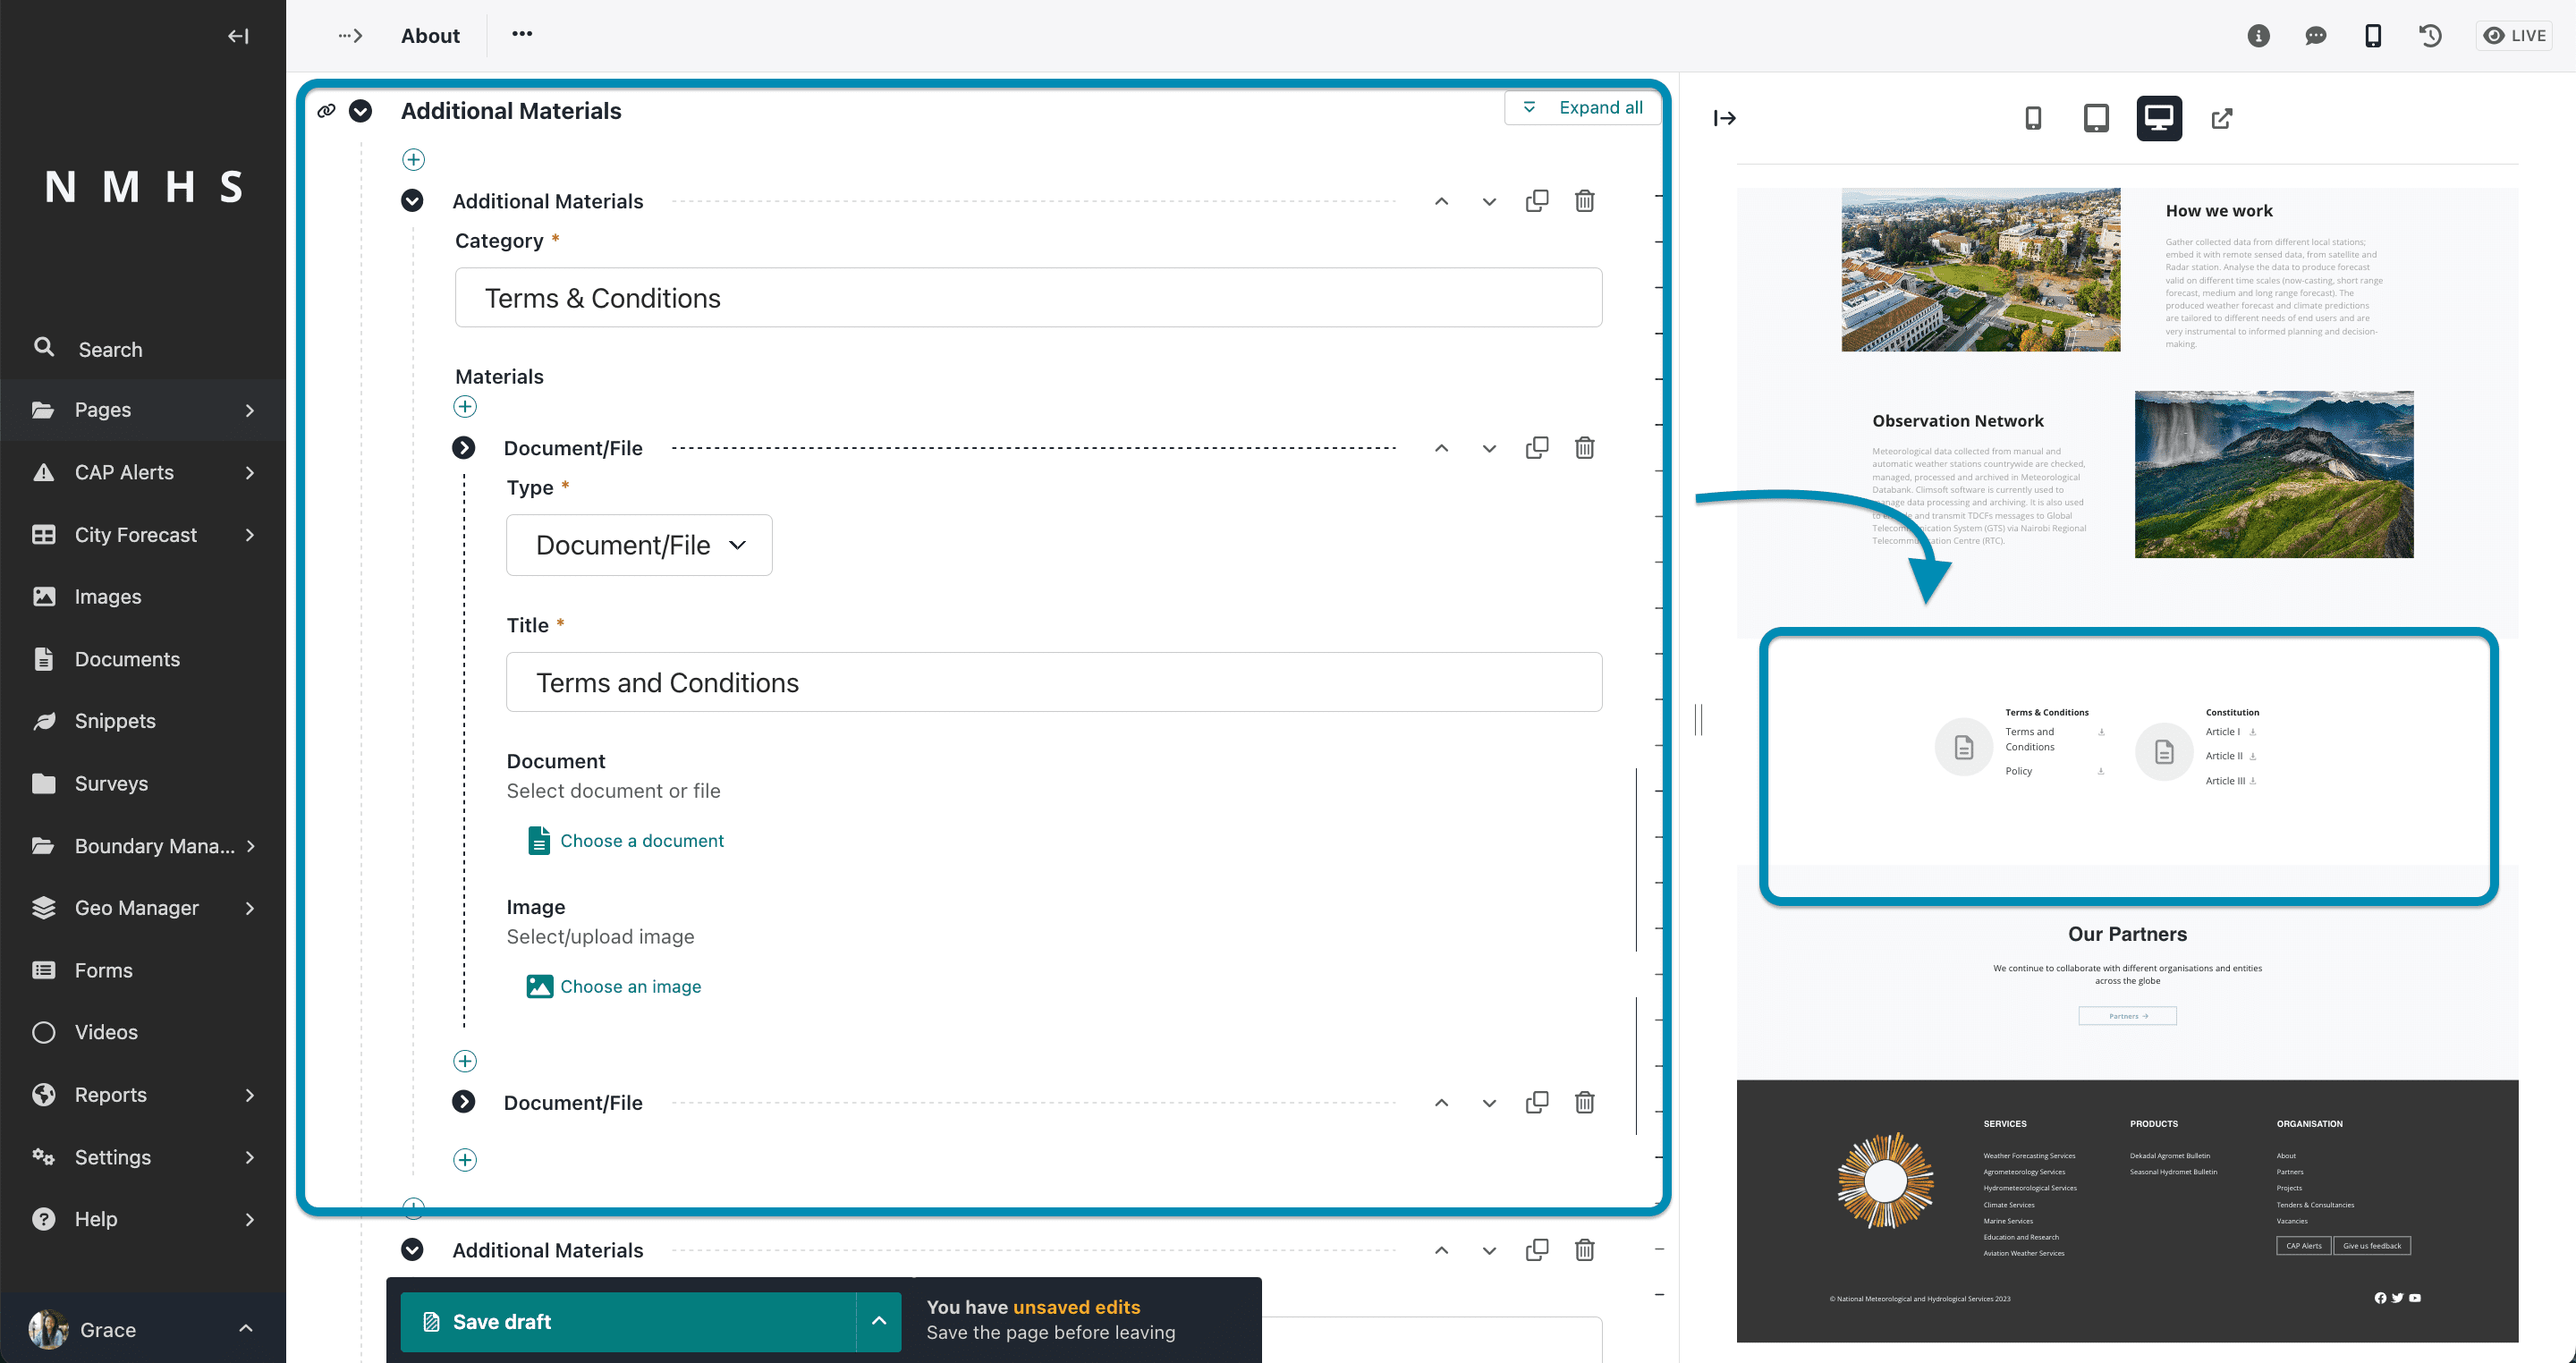 About
LIVE
NMHS
Search
Pages
CAP Alerts
City Forecast
Images
Documents
Snippets
Surveys
Boundary Mana...
Geo Manager
Forms
Videos
Reports
Settings
Help
Grace
Additional Materials
Expand all
Additional Materials
Category *
Terms & Conditions
Materials
Document/File
Type *
Document/File
Title *
Terms and Conditions
Document
Select document or file
Choose a document
Image
Select/upload image
Choose an image
Document/File
Additional Materials
Save draft
You have unsaved edits
Save the page before leaving
How we work
Gather collected data from different local stations;
embed it with remote sensed data, from satellite and
Radar station. Analyse the data to produce forecast
valid on different time scales (now-casting, short range
forecast, medium and long range forecast). The
produced weather forecast and climate predictions
are tailored to different needs of end users and are
very instrumental to informed planning and decision-
making.
Observation Network
Meteorological data collected from manual and
automatic weather stations countrywide are checked,
managed, processed and archived in Meteorological
Databank. Climsoft software is currently used to
manage data processing and archiving. It is also used
to and transmit TDCFs messages to Global
Telecommunication System (GTS) via Nairobi Regional
Telecommunication Centre (RTC).
Terms & Conditions
Terms and
Conditions
Policy
Constitution
Article I
Article II
Article III
Our Partners
We continue to collaborate with different organisations and entities
across the globe
Partners →
SERVICES
Weather Forecasting Services
Agrometeorology Services
Hydrometeorological Services
Climate Services
Marine Services
Education and Research
Aviation Weather Services
PRODUCTS
Dekadal Agromet Bulletin
Seasonal Hydromet Bulletin
ORGANISATION
About
Partners
Projects
Tenders & Consultancies
Vacancies
CAP Alerts
Give us feedback
© National Meteorological and Hydrological Services 2023